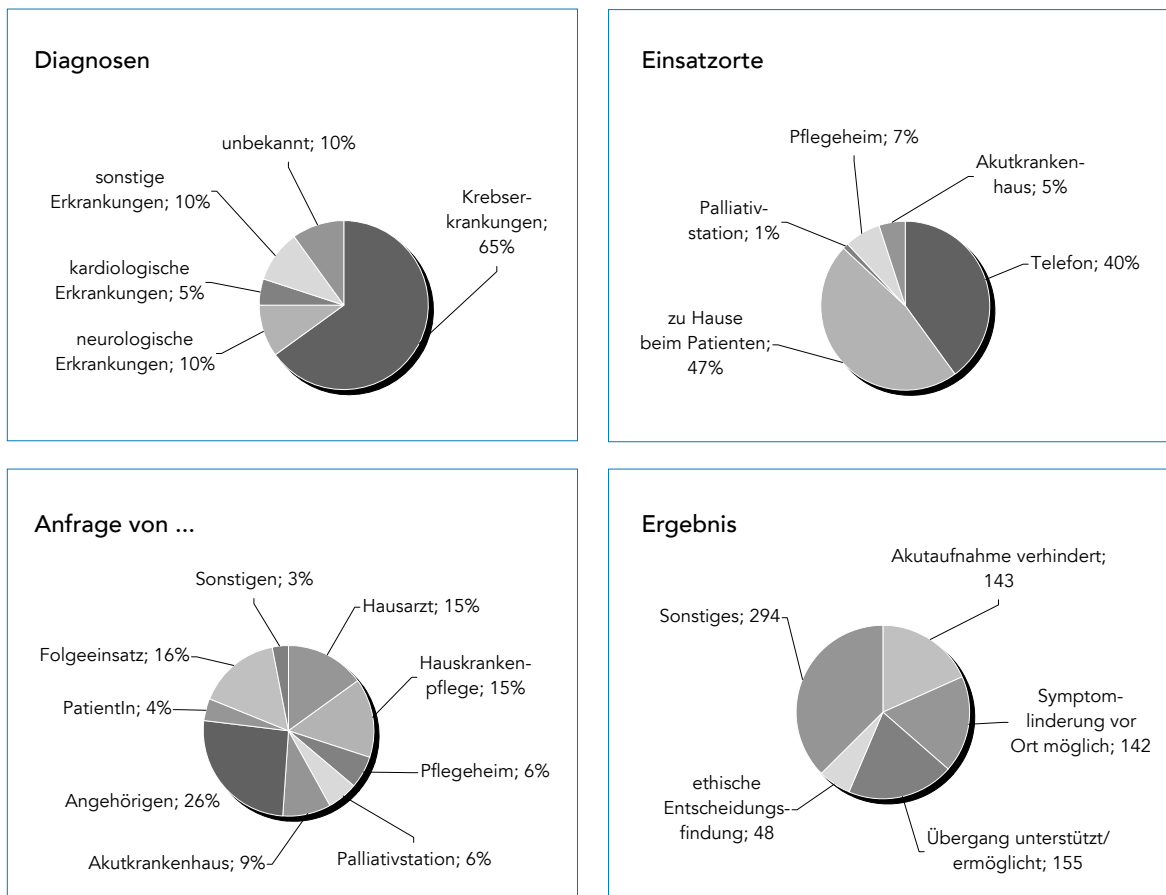 Diagnosen
unbekannt; 10%
sonstige
Erkrankungen; 10%
Krebser-
krankungen;
65%
kardiologische
Erkrankungen; 5%
neurologische
Erkrankungen; 10%
Einsatzorte
Pflegeheim; 7%
Akutkranken-
haus; 5%
Palliativ-
station; 1%
Telefon; 40%
zu Hause
beim Patienten;
47%
Anfrage von ...
Sonstigen; 3%
Hausarzt; 15%
Folgeeinsatz; 16%
Hauskranken-
pflege; 15%
PatientIn; 4%
Pflegeheim; 6%
Angehörigen; 26%
Akutkrankenhaus; 9%
Palliativstation; 6%
Ergebnis
Akutaufnahme verhindert;
143
Sonstiges; 294
Symptom-
linderung vor
Ort möglich; 142
ethische
Entscheidungs-
findung; 48
Übergang unterstützt/
ermöglicht; 155